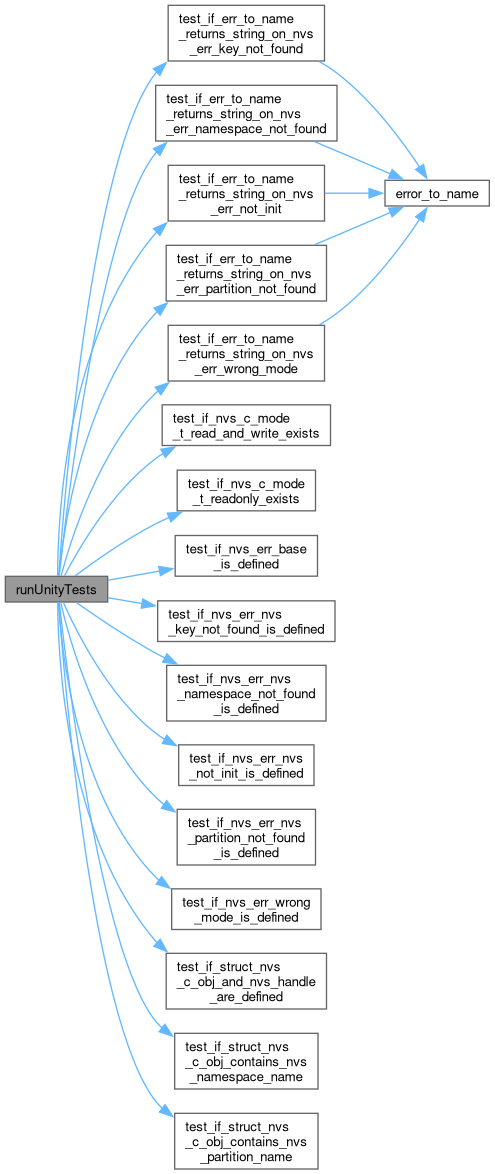 test_if_err_to_name
_returns_string_on_nvs
_err_key_not_found
test_if_err_to_name
_returns_string_on_nvs
_err_namespace_not_found
test_if_err_to_name
_returns_string_on_nvs
_err_not_init
error_to_name
test_if_err_to_name
_returns_string_on_nvs
_err_partition_not_found
test_if_err_to_name
_returns_string_on_nvs
_err_wrong_mode
test_if_nvs_c_mode
_t_read_and_write_exists
test_if_nvs_c_mode
_t_readonly_exists
test_if_nvs_err_base
_is_defined
runUnityTests
test_if_nvs_err_nvs
_key_not_found_is_defined
test_if_nvs_err_nvs
_namespace_not_found
_is_defined
test_if_nvs_err_nvs
_not_init_is_defined
test_if_nvs_err_nvs
_partition_not_found
_is_defined
test_if_nvs_err_wrong
_mode_is_defined
test_if_struct_nvs
_c_obj_and_nvs_handle
_are_defined
test_if_struct_nvs
_c_obj_contains_nvs
_namespace_name
test_if_struct_nvs
_c_obj_contains_nvs
_partition_name